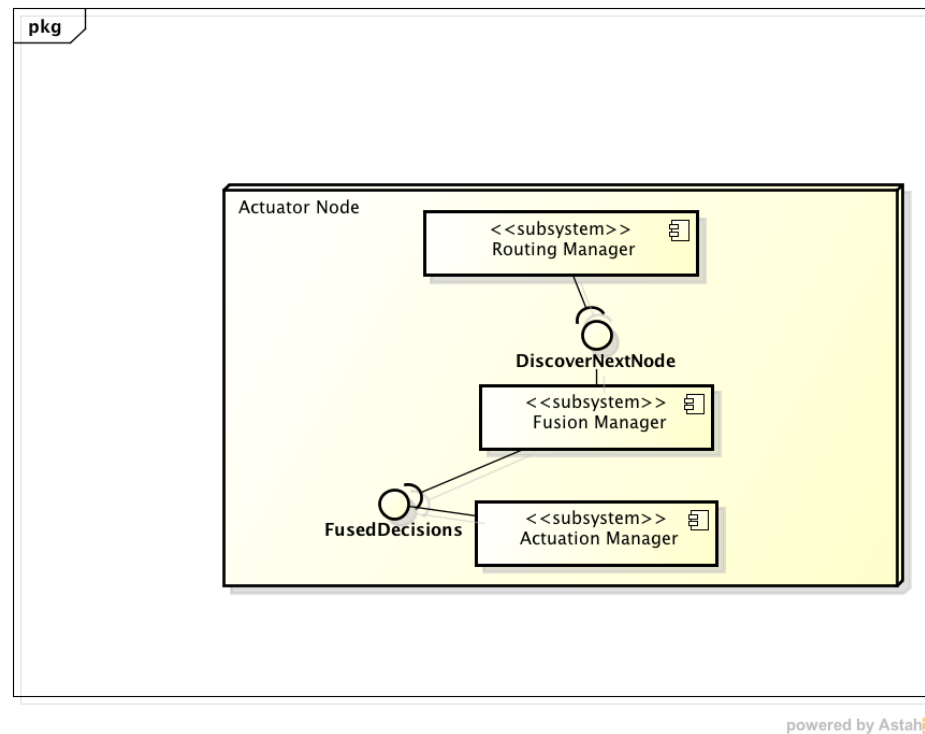 pkg
Actuator Node
<<subsystem>>
Routing Manager
DiscoverNextNode
<<subsystem>>
Fusion Manager
FusedDecisions
<<subsystem>>
Actuation Manager
powered by Astah